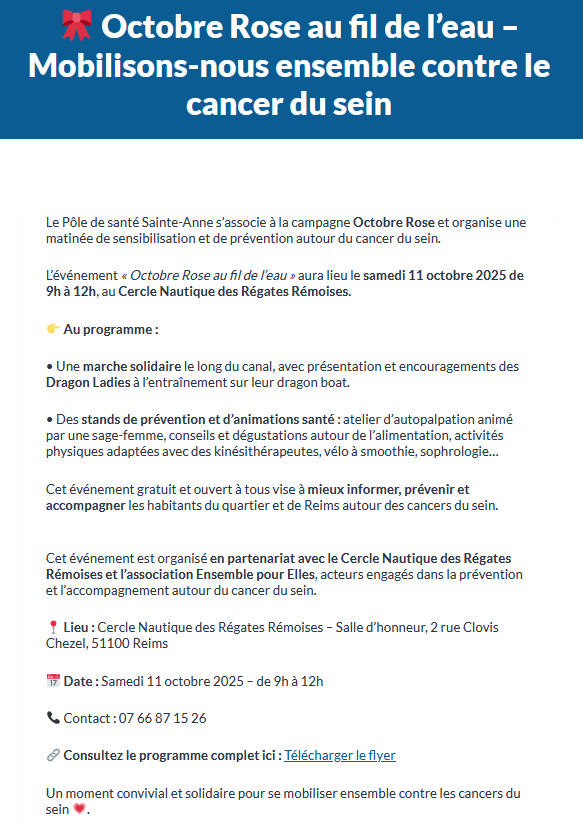 🎀 Octobre Rose au fil de l’eau –
Mobilisons-nous ensemble contre le
cancer du sein
Le Pôle de santé Sainte-Anne s’associe à la campagne Octobre Rose et organise une
matinée de sensibilisation et de prévention autour du cancer du sein.
L’événement « Octobre Rose au fil de l’eau » aura lieu le samedi 11 octobre 2025 de
9h à 12h, au Cercle Nautique des Régates Rémoises.
👉 Au programme :
• Une marche solidaire le long du canal, avec présentation et encouragements des
Dragon Ladies à l’entraînement sur leur dragon boat.
• Des stands de prévention et d’animations santé : atelier d’autopalpation animé
par une sage-femme, conseils et dégustations autour de l’alimentation, activités
physiques adaptées avec des kinésithérapeutes, vélo à smoothie, sophrologie…
Cet événement gratuit et ouvert à tous vise à mieux informer, prévenir et
accompagner les habitants du quartier et de Reims autour des cancers du sein.
Cet événement est organisé en partenariat avec le Cercle Nautique des Régates
Rémoises et l’association Ensemble pour Elles, acteurs engagés dans la prévention
et l’accompagnement autour du cancer du sein.
📍 Lieu : Cercle Nautique des Régates Rémoises – Salle d’honneur, 2 rue Clovis
Chezel, 51100 Reims
📅 Date : Samedi 11 octobre 2025 – de 9h à 12h
📞 Contact : 07 66 87 15 26
🔗 Consultez le programme complet ici : Télécharger le flyer
Un moment convivial et solidaire pour se mobiliser ensemble contre les cancers du
sein 💗.